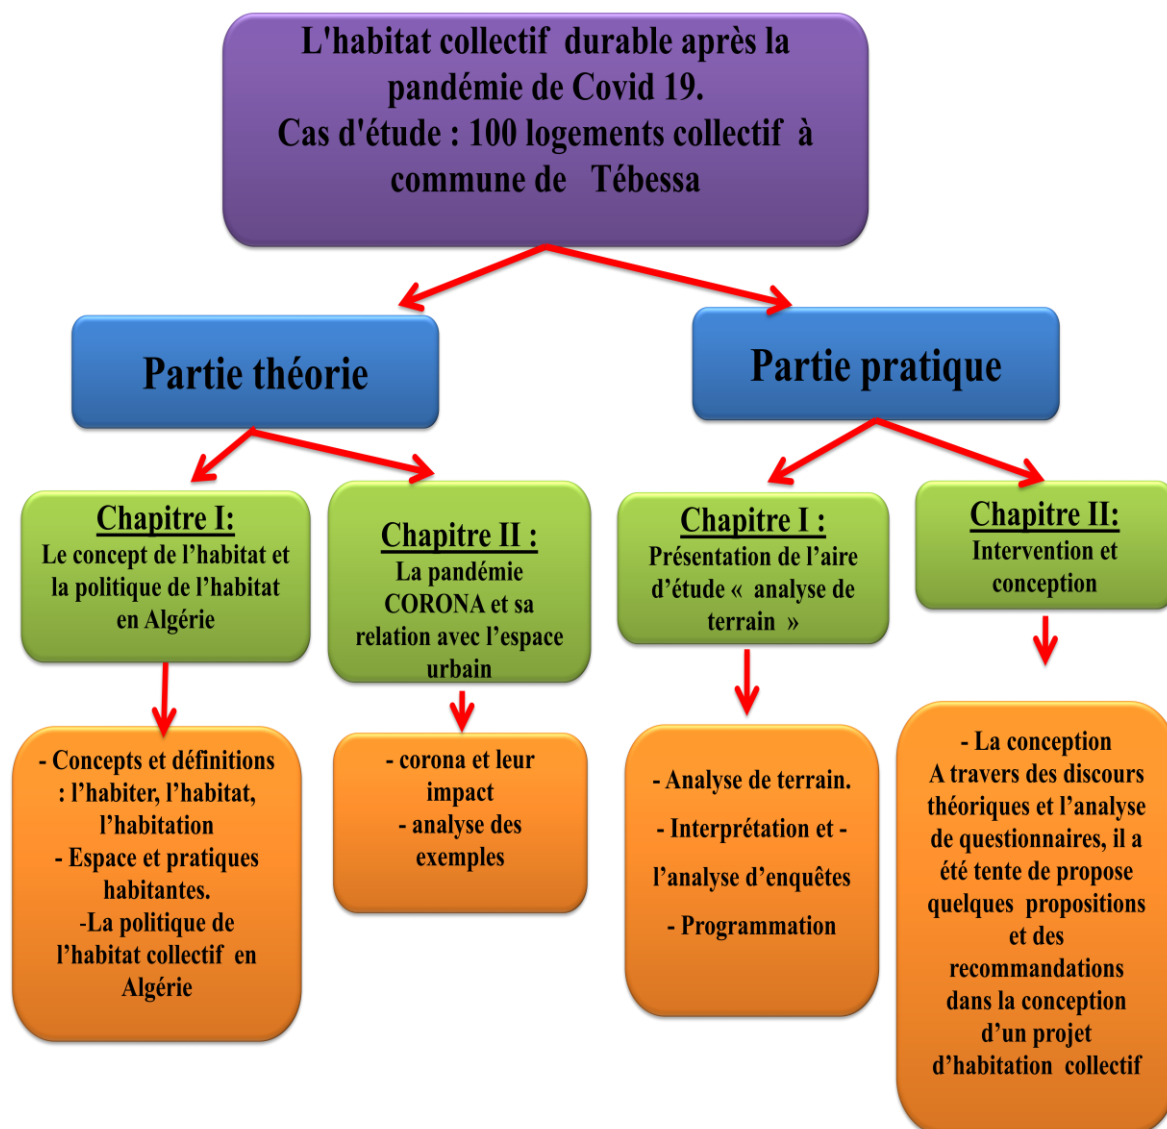 L'habitat collectif durable après la
pandémie de Covid 19.
Cas d'étude : 100 logements collectif à
commune de Tébessa
Partie théorie
Partie pratique
Chapitre I:
Le concept de l’habitat et
la politique de l’habitat
en Algérie
Chapitre II :
La pandémie
CORONA et sa
relation avec l’espace
urbain
Chapitre I :
Présentation de l’aire
d’étude « analyse de
terrain »
Chapitre II:
Intervention et
conception
- Concepts et définitions
: l’habiter, l’habitat,
l’habitation
- Espace et pratiques
habitantes.
-La politique de
l’habitat collectif en
Algérie
- corona et leur
impact
- analyse des
exemples
- Analyse de terrain.
- Interprétation et -
l’analyse d’enquêtes
- Programmation
- La conception
A travers des discours
théoriques et l’analyse
de questionnaires, il a
été tente de propose
quelques propositions
et des
recommandations
dans la conception
d’un projet
d’habitation collectif